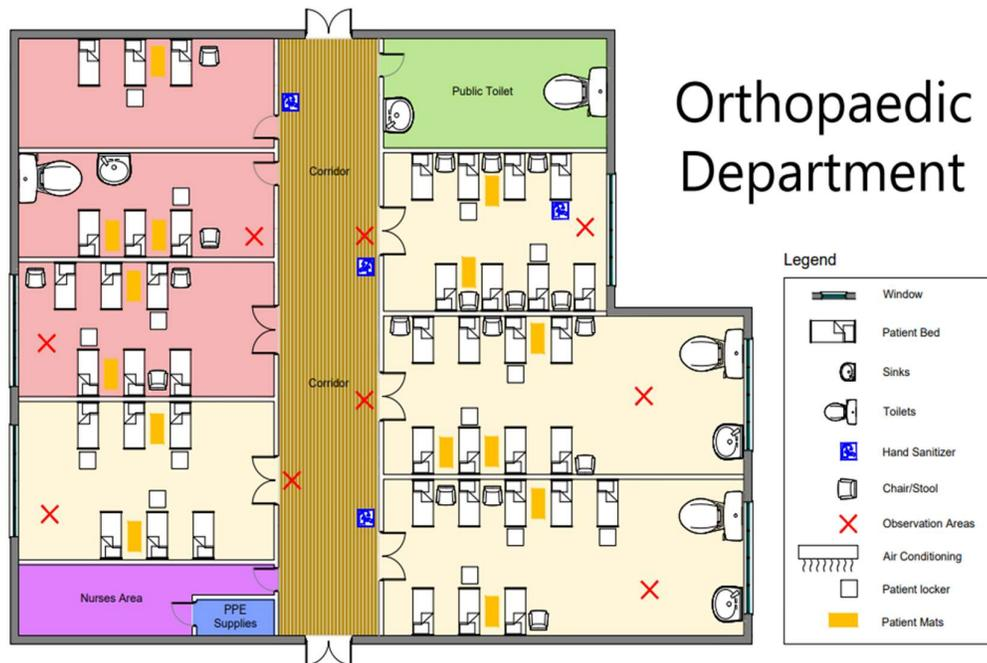 Orthopaedic
Department
Public Toilet
Corridor
Corridor
Nurses Area
PPE
Supplies
Legend
Window
Patient Bed
Sinks
Toilets
Hand Sanitizer
Chair/Stool
Observation Areas
Air Conditioning
Patient locker
Patient Mats